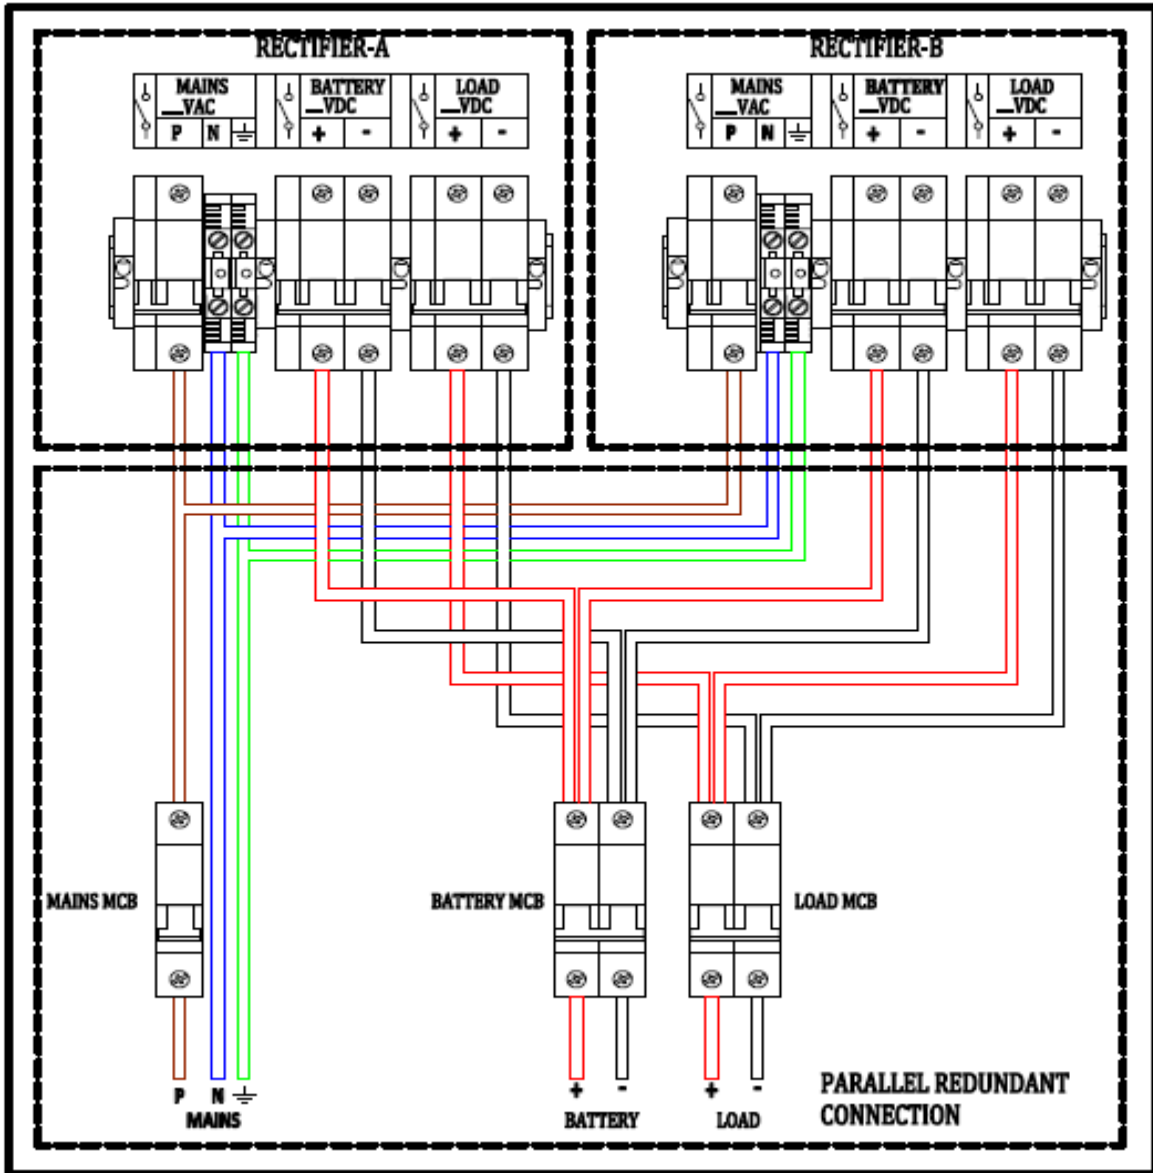 RECTIFIER-A
MAINS
__VAC
P N
BATTERY
__VDC
+ -
LOAD
__VDC
+ -
RECTIFIER-B
MAINS
__VAC
P N
BATTERY
__VDC
+ -
LOAD
__VDC
+ -
MAINS MCB
BATTERY MCB
LOAD MCB
P N
MAINS
+ -
BATTERY
+ -
LOAD
PARALLEL REDUNDANT
CONNECTION